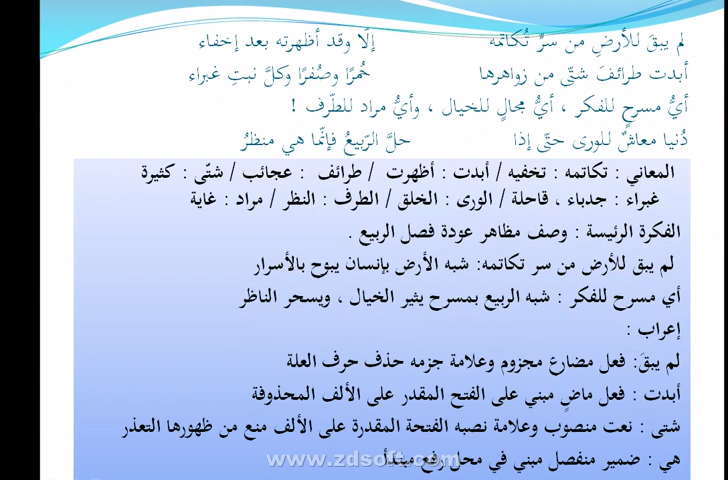 لم يبقَ للأرضِ من سرٍّ تُكاتمه إلّا وقد أظهرته بعد إخفاء
أبدت طرائفَ شتّى من زواهرها حُمرًا وصُفرًا وكلَّ نبتِ غبراء
أيُّ مسرحٍ للفكر ، أيُّ مجالٍ للخيال ، وأيُّ مراد للطّرف !
دُنيا معاشٌ للورى حتّى إذا حلَّ الرّبيعُ فإنّما هي منظرُ
المعاني : تكاتمه : تخفيه / أبدت : أظهرت / طرائف : عجائب / شتّى : كثيرة
غبراء : جدباء ، قاحلة / الورى : الخلق / الطرف : النظر / مراد : غاية
الفكرة الرئيسة : وصف مظاهر عودة فصل الربيع .
لم يبق للأرض من سر تكاتمه: شبه الأرض بإنسان يبوح بالأسرار
أي مسرح للفكر : شبه الربيع بمسرح يثير الخيال ، ويسحر الناظر
إعراب :
لم يبقَ: فعل مضارع مجزوم وعلامة جزمه حذف حرف العلة
أبدت : فعل ماضٍ مبني على الفتح المقدر على الألف المحذوفة
شتى : نعت منصوب وعلامة نصبه الفتحة المقدرة على الألف منع من ظهورها التعذر
هي : ضمير منفصل مبني في محل رفع مبتدأ
www.zdsoft.com